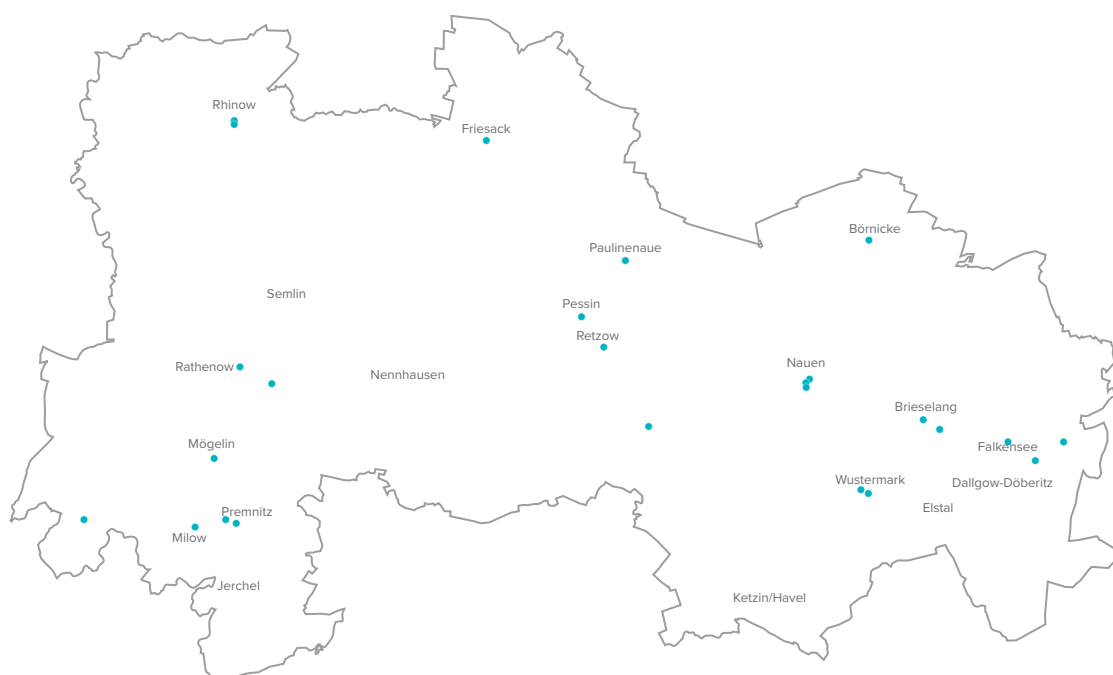 Rhinow
Friesack
Börnicke
Paulinenaue
Semlin
Pessin
Retzow
Rathenow
Nennhausen
Nauen
Brieselang
Mögelin
Falkensee
Wustermark
Dallgow-Döberitz
Elstal
Premnitz
Milow
Jerchel
Ketzin/Havel